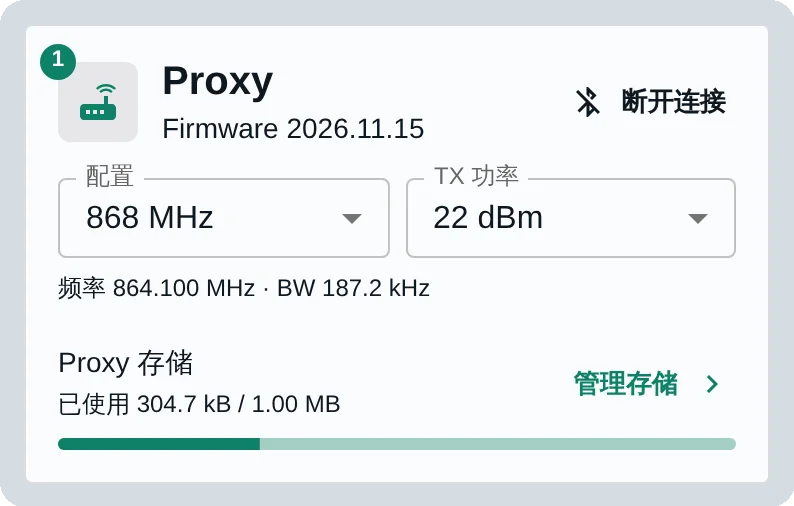 1
Proxy
Firmware 2026.11.15
断开连接
配置
868 MHz
TX 功率
22 dBm
频率 864.100 MHz · BW 187.2 kHz
Proxy 存储
已使用 304.7 kB / 1.00 MB
管理存储